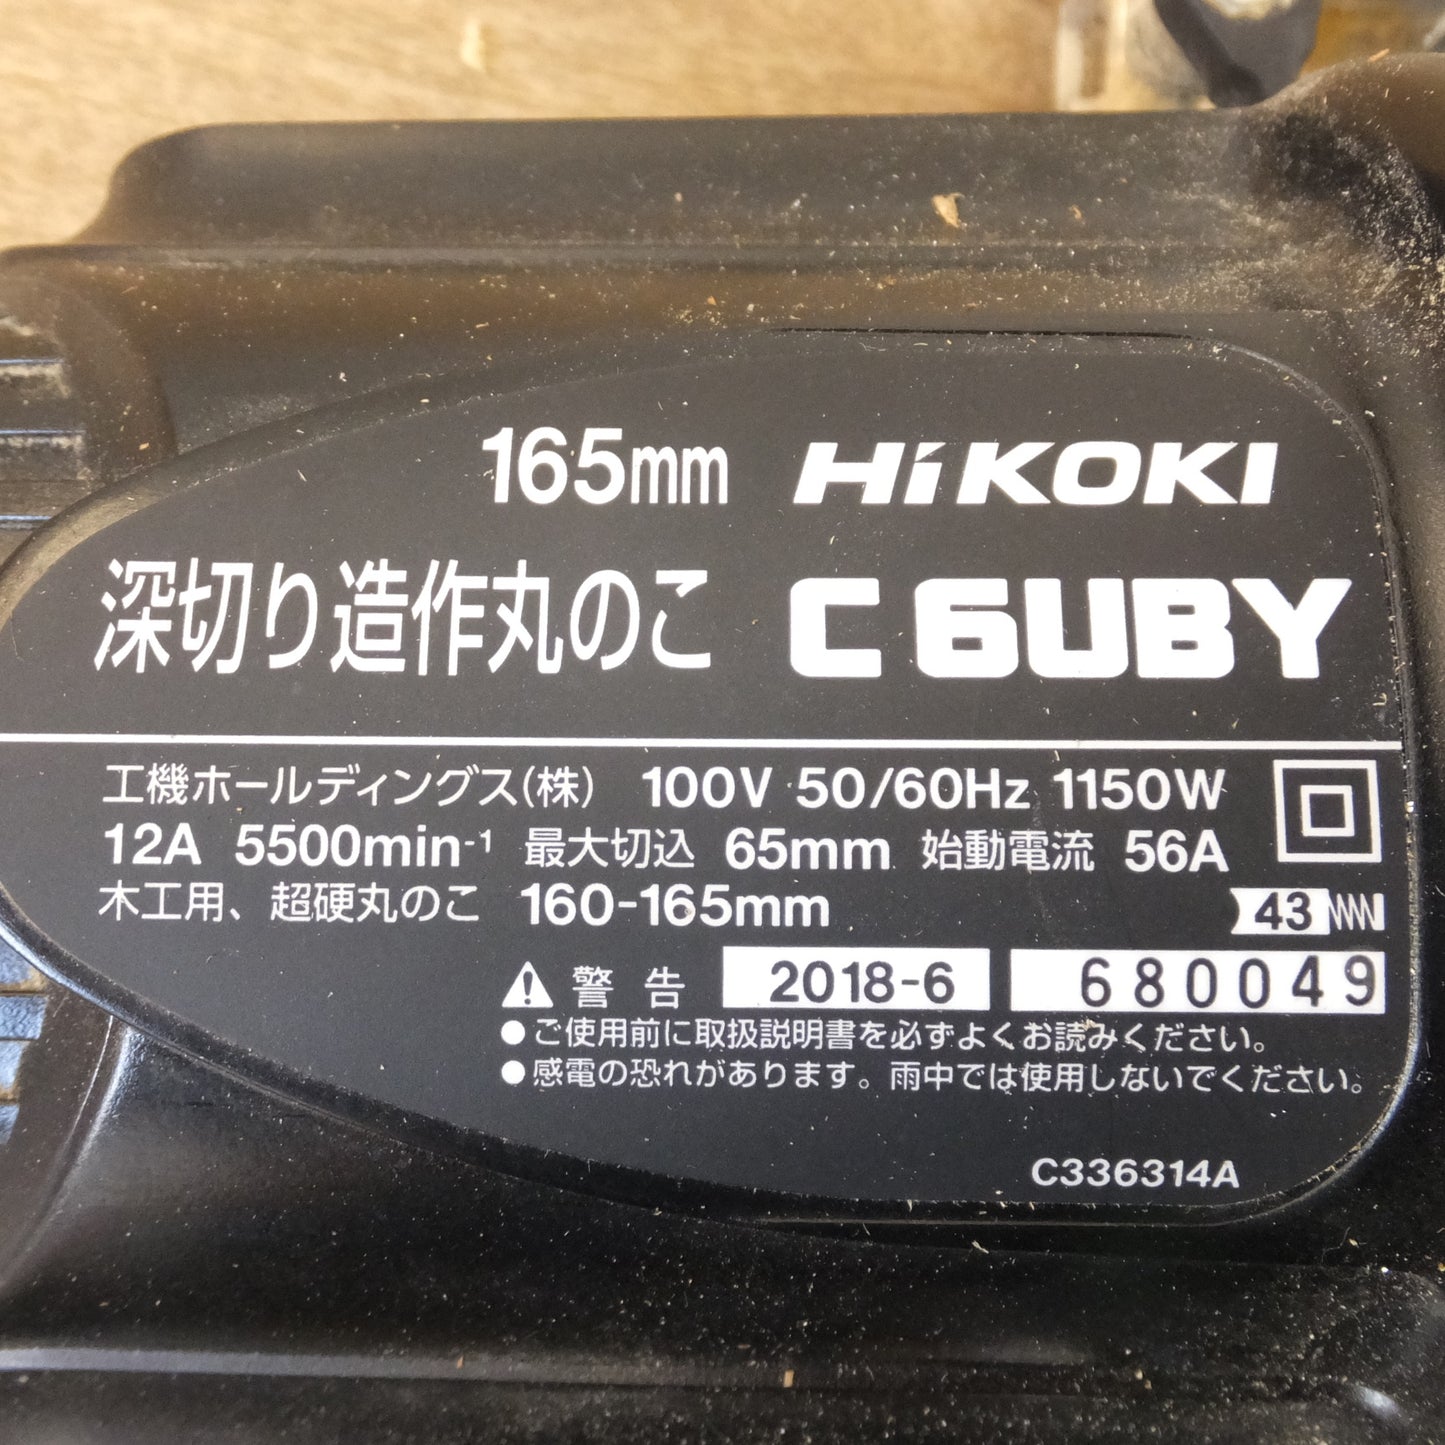 165mm HiKOKI
深切り造作丸のこ C6UBY
工機ホールディングス(株) 100V 50/60Hz 1150W
12A 5500min-1 最大切込 65mm 始動電流 56A
木工用、超硬丸のこ 160-165mm
43
警告 2018-6 680049
●ご使用前に取扱説明書を必ずよくお読みください。
●感電の恐れがあります。雨中では使用しないでください。
C336314A